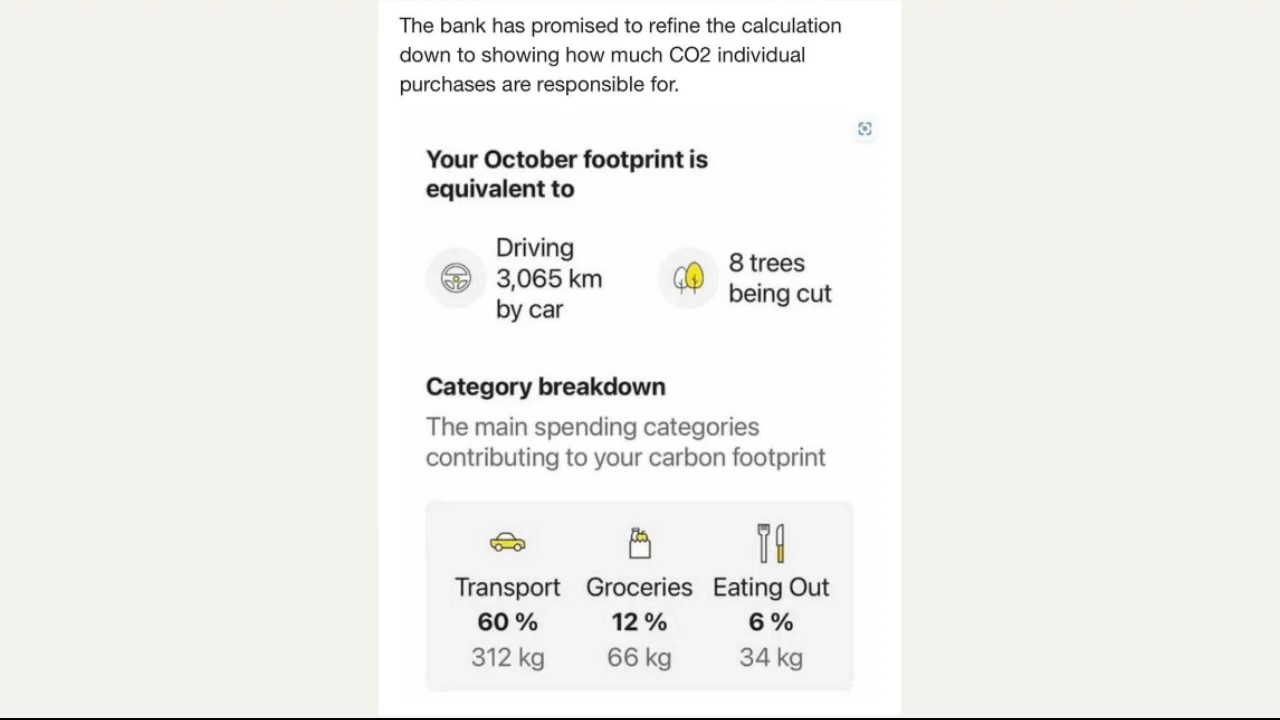 The bank has promised to refine the calculation
down to showing how much CO2 individual
purchases are responsible for.
Your October footprint is
equivalent to
Driving
3,065 km
by car
8 trees
being cut
Category breakdown
The main spending categories
contributing to your carbon footprint
Transport Groceries Eating Out
60 % 12 % 6 %
312 kg 66 kg 34 kg